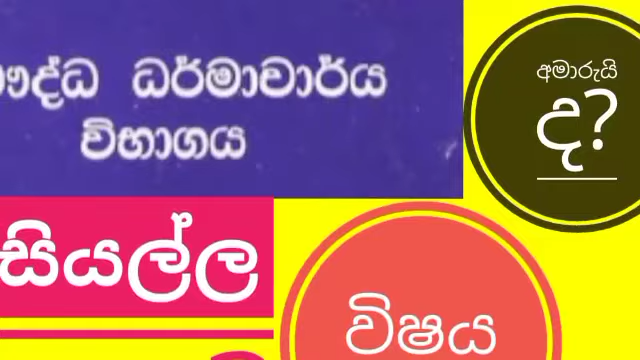 ධර්මාචාර්ය
විභාගය
අමාරුයි
ද?
සියල්ල
විෂය